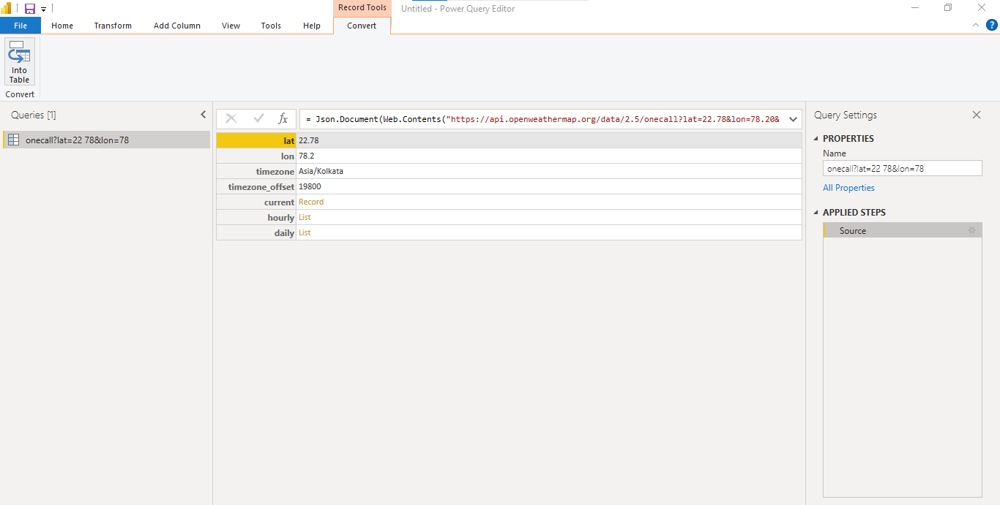 Record Tools
Untitled - Power Query Editor
File Home Transform Add Column View Tools Help Convert
?
Into
Table
Convert
Queries [1]
onecall?lat=22 78&lon=78
fx
= Json.Document(Web.Contents("https://api.openweathermap.org/data/2.5/onecall?lat=22.78&lon=78.20&
lat 22.78
lon 78.2
timezone Asia/Kolkata
timezone_offset 19800
current Record
hourly List
daily List
Query Settings
PROPERTIES
Name
onecall?lat=22 78&lon=78
All Properties
APPLIED STEPS
Source